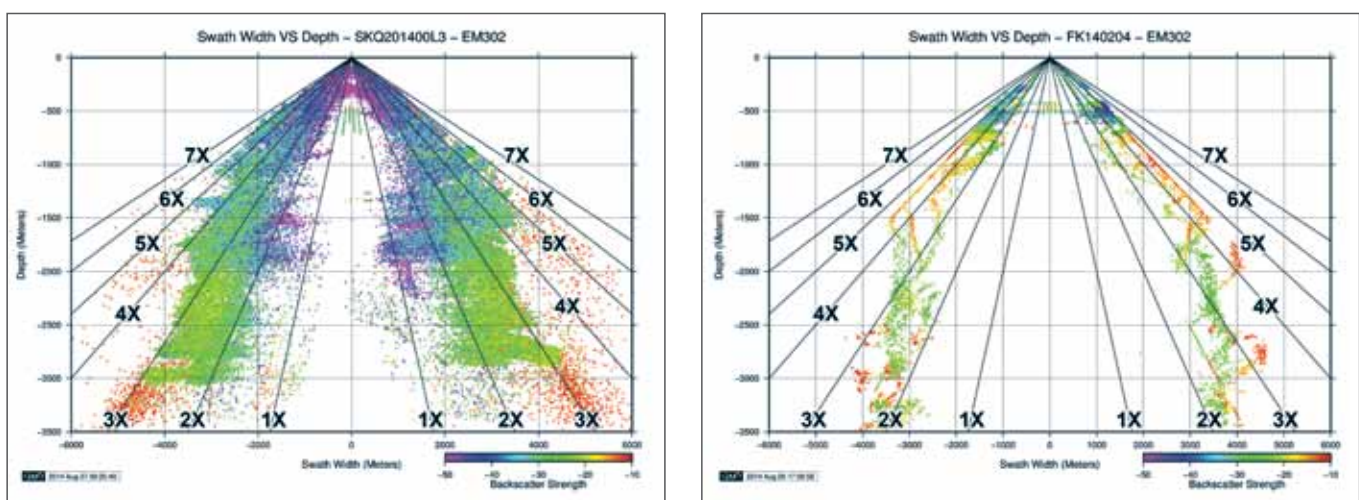 Swath Width VS Depth – SKQ201400L3 – EM302
0
-500
-1000
-1500
-2000
-2500
-3000
-3500
Depth (Meters)
7X 7X
6X 6X
5X 5X
4X 4X
3X 2X 1X 1X 2X 3X
-6000 -4000 -2000 0 2000 4000 6000
Swath Width (Meters)
-50 -40 -30 -20 -10
Backscatter Strength
Swath Width VS Depth – FK140204 – EM302
0
-500
-1000
-1500
-2000
-2500
-3000
-3500
Depth (Meters)
7X 7X
6X 6X
5X 5X
4X 4X
3X 2X 1X 1X 2X 3X
-6000 -5000 -4000 -3000 -2000 -1000 0 1000 2000 3000 4000 5000 6000
Swath Width (Meters)
-50 -40 -30 -20 -10
Backscatter Strength